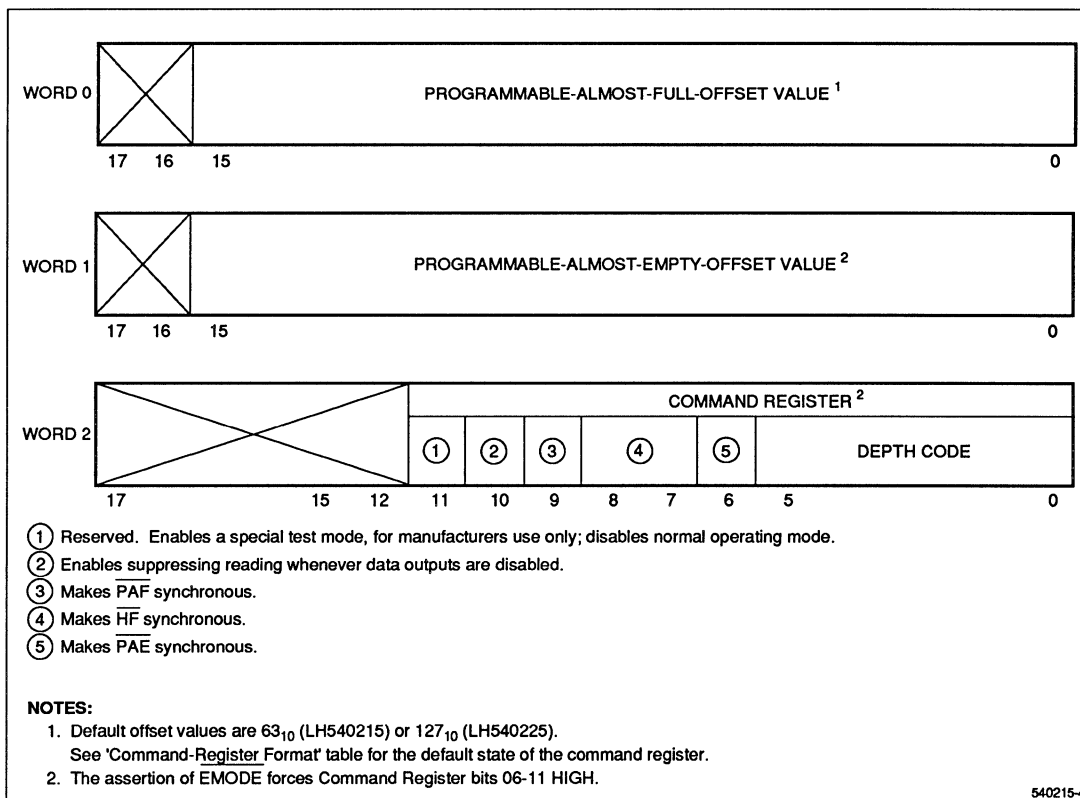 WORD 0
PROGRAMMABLE-ALMOST-FULL-OFFSET VALUE 1
17 16 15 0
WORD 1
PROGRAMMABLE-ALMOST-EMPTY-OFFSET VALUE 2
17 16 15 0
COMMAND REGISTER 2
WORD 2
1 2 3 4 5 DEPTH CODE
17 15 12 11 10 9 8 7 6 5 0
1 Reserved. Enables a special test mode, for manufacturers use only; disables normal operating mode.
2 Enables suppressing reading whenever data outputs are disabled.
3 Makes PAF synchronous.
4 Makes HF synchronous.
5 Makes PAE synchronous.
NOTES:
1. Default offset values are 6310 (LH540215) or 12710 (LH540225).
See 'Command-Register Format' table for the default state of the command register.
2. The assertion of EMODE forces Command Register bits 06-11 HIGH.
540215-4